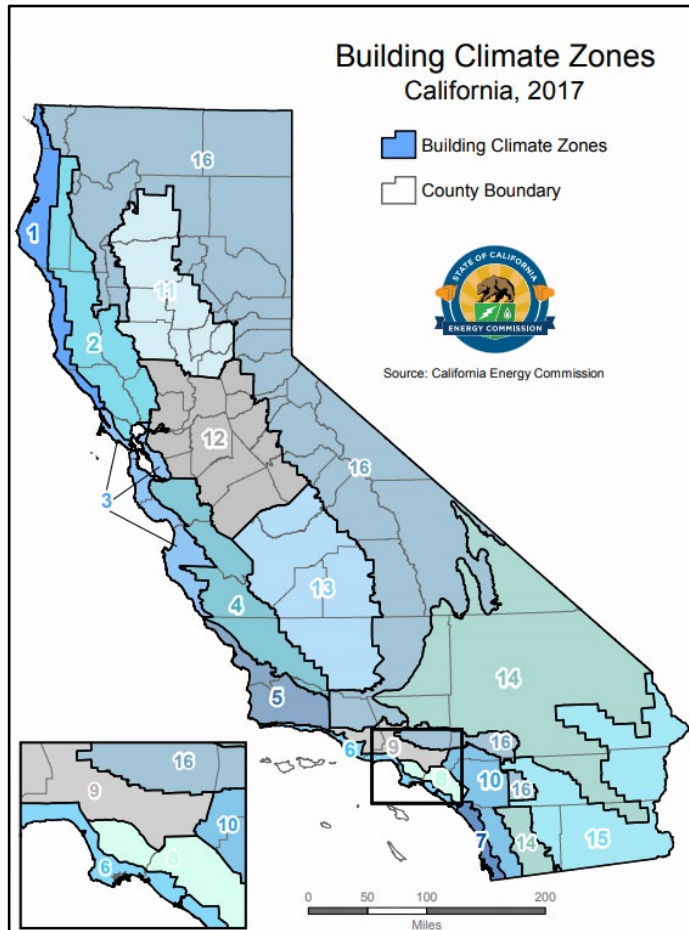 Building Climate Zones
California, 2017
Building Climate Zones
County Boundary
STATE OF CALIFORNIA
ENERGY COMMISSION
Source: California Energy Commission
16
1
11
2
12
16
3
13
4
14
5
6
9
16
8
10
16
7
14
15
16
9
10
8
6
0 50 100 200
Miles